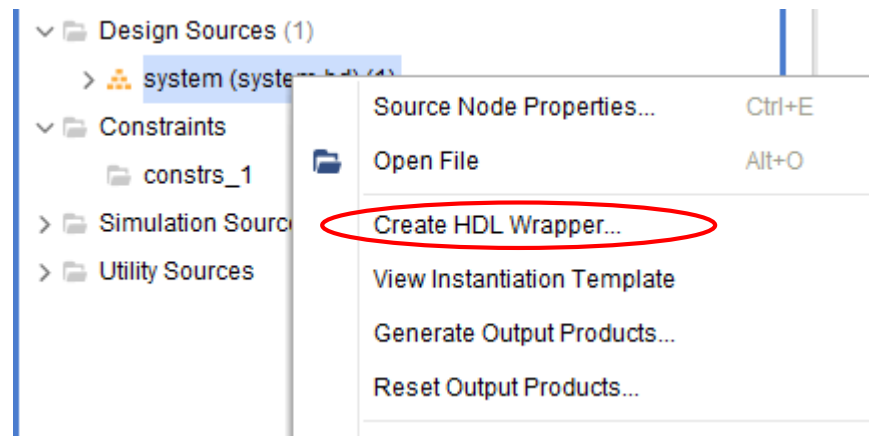 Design Sources (1)
system (system.bd) (1)
Source Node Properties... Ctrl+E
Constraints
Open File Alt+O
constrs_1
Simulation
Create HDL Wrapper...
Utility Sources
View Instantiation Template
Generate Output Products...
Reset Output Products...